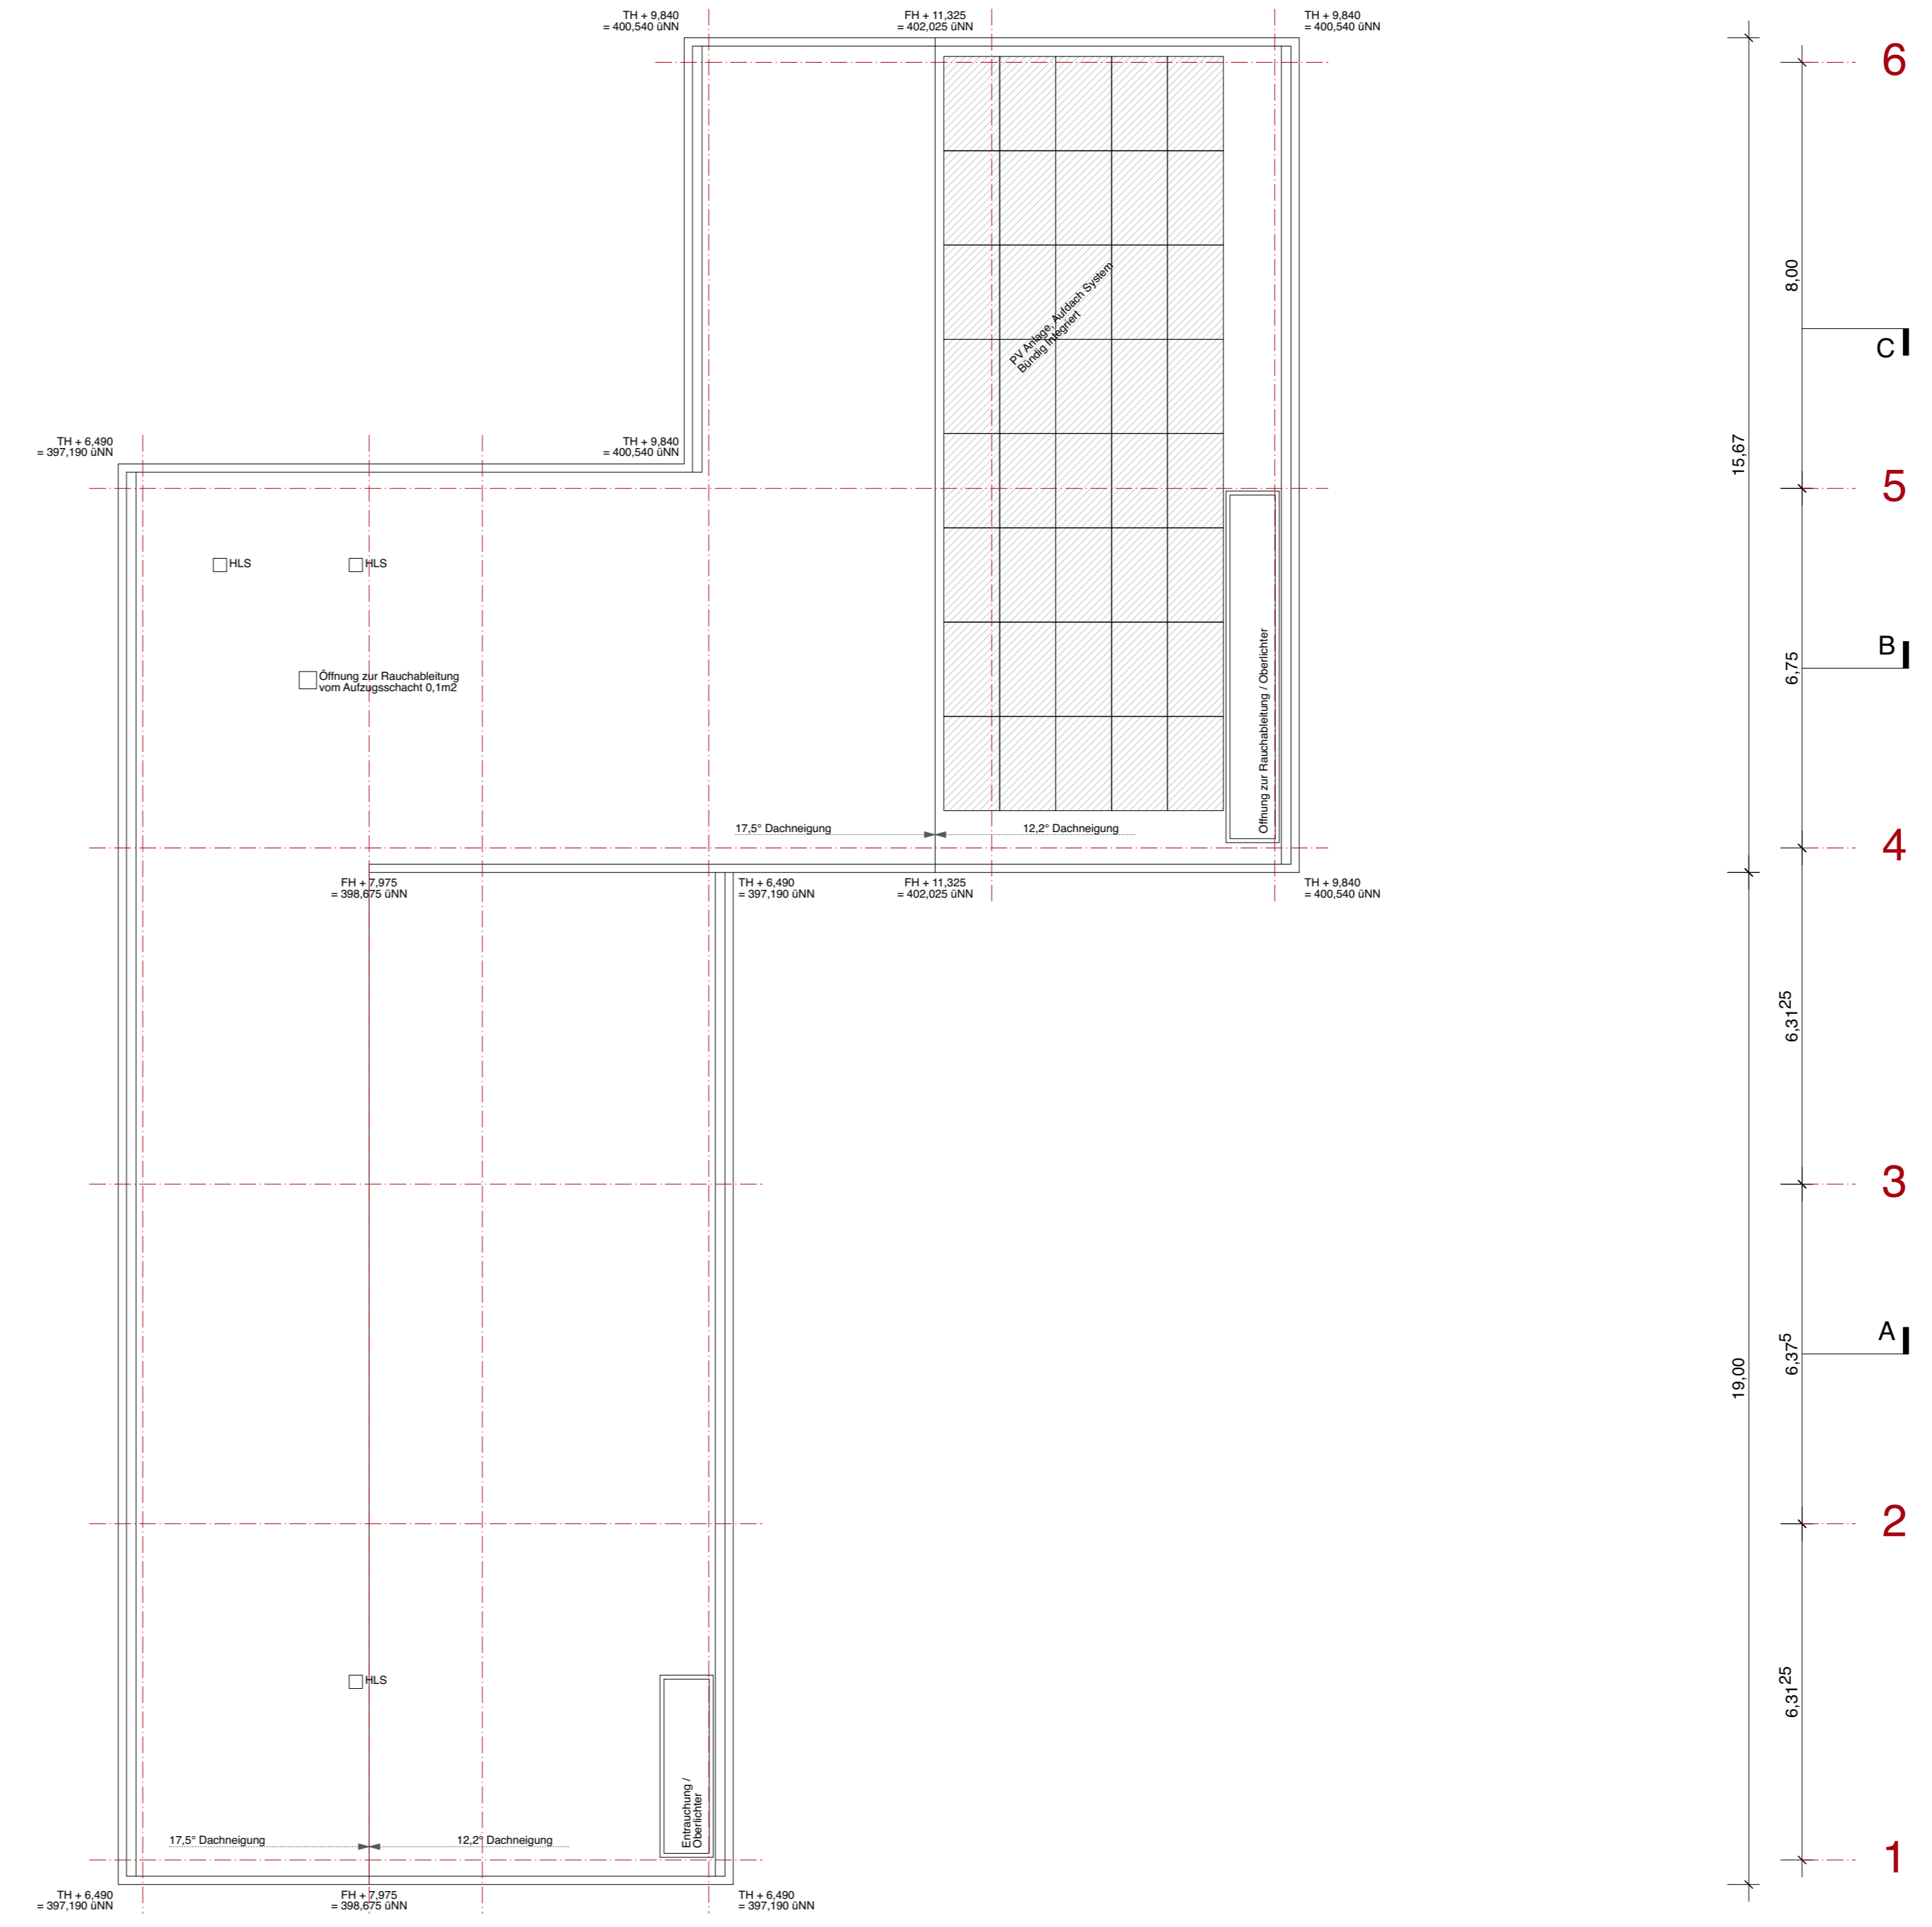 TH + 9,840
= 400,540 üNN
FH + 11,325
= 402,025 üNN
TH + 9,840
= 400,540 üNN
6
8,00
PV Anlage, Aufdach System
Bündig Integriert
C
TH + 6,490
= 397,190 üNN
TH + 9,840
= 400,540 üNN
15,67
5
HLS
HLS
Öffnung zur Rauchableitung
vom Aufzugsschacht 0,1m2
Öffnung zur Rauchableitung / Oberlichter
6,75
B
17,5° Dachneigung
12,2° Dachneigung
4
FH + 7,975
= 398,675 üNN
TH + 6,490
= 397,190 üNN
FH + 11,325
= 402,025 üNN
TH + 9,840
= 400,540 üNN
6,3125
3
19,00
6,375
A
2
HLS
6,3125
Entrauchung /
Oberlichter
17,5° Dachneigung
12,2° Dachneigung
1
TH + 6,490
= 397,190 üNN
FH + 7,975
= 398,675 üNN
TH + 6,490
= 397,190 üNN